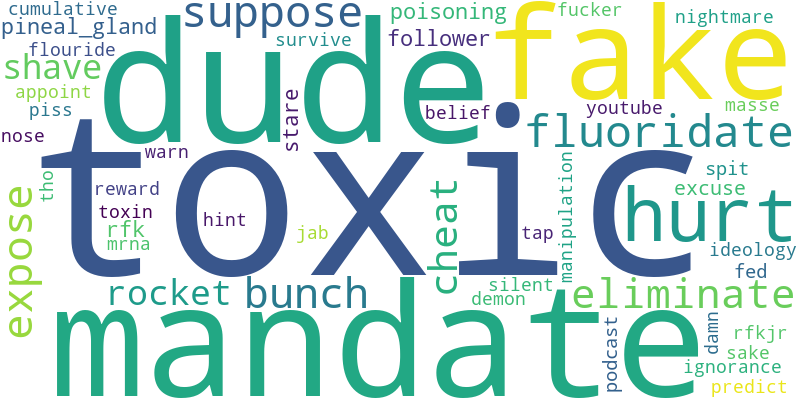 cumulative
suppose
poisoning
fucker
nightmare
pineal_gland
dude
fake
flouride
survive
follower
shave
appoint
piss
stare
belief
youtube
masse
nose
toxic
fluoridate
warn
tho
reward
cheat
manipulation
spit
excuse
hurt
expose
toxin
hint
rfk
mrna
jab
tap
ideology
fed
rocket
bunch
silent
demon
eliminate
mandate
podcast
damn
rfkjr
sake
ignorance
predict